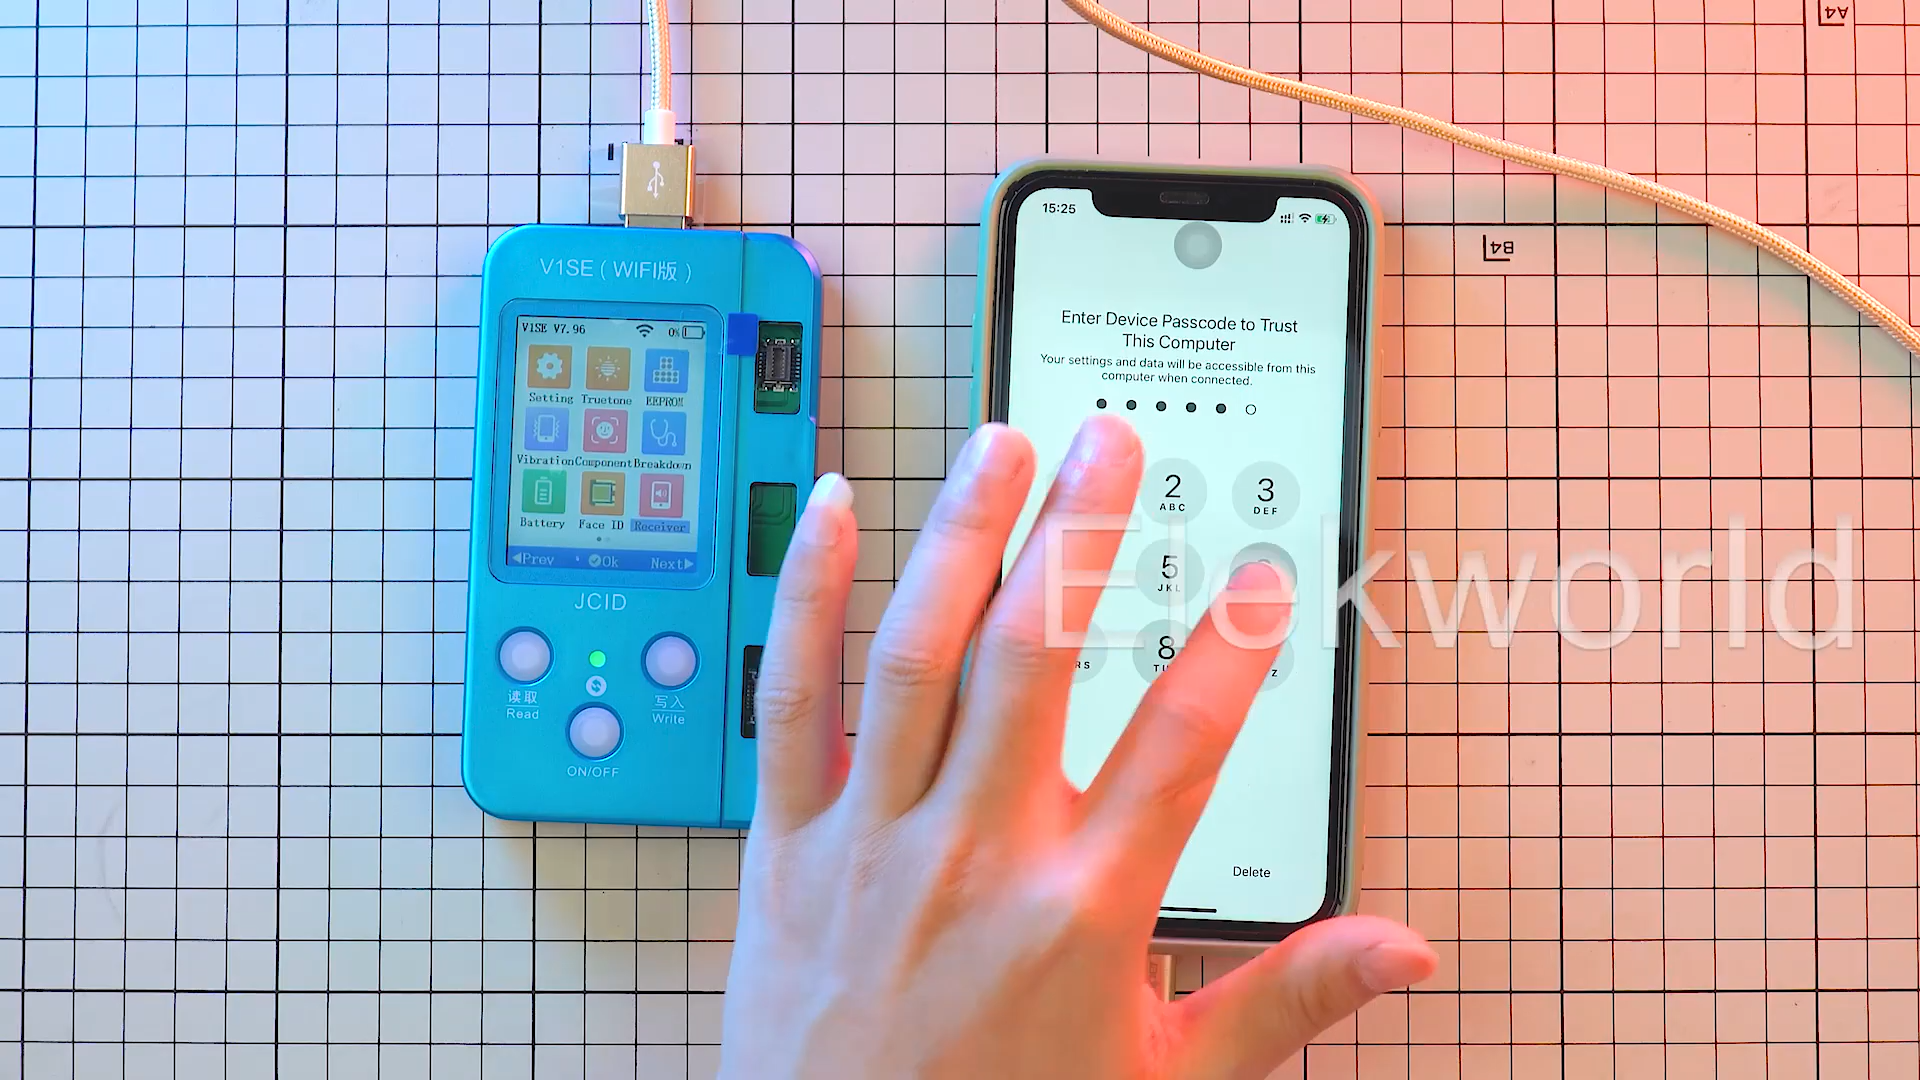 A4
B4
V1SE ( WIFI版 )
V1SE V7.96
0%
Setting Truetone EEPROM
Vibration Component Breakdown
Battery Face ID Receiver
Prev Ok Next
JCID
读取
Read
写入
Write
ON/OFF
15:25
Enter Device Passcode to Trust
This Computer
Your settings and data will be accessible from this
computer when connected.
2
ABC
3
DEF
5
JKL
8
Delete
Elekworld